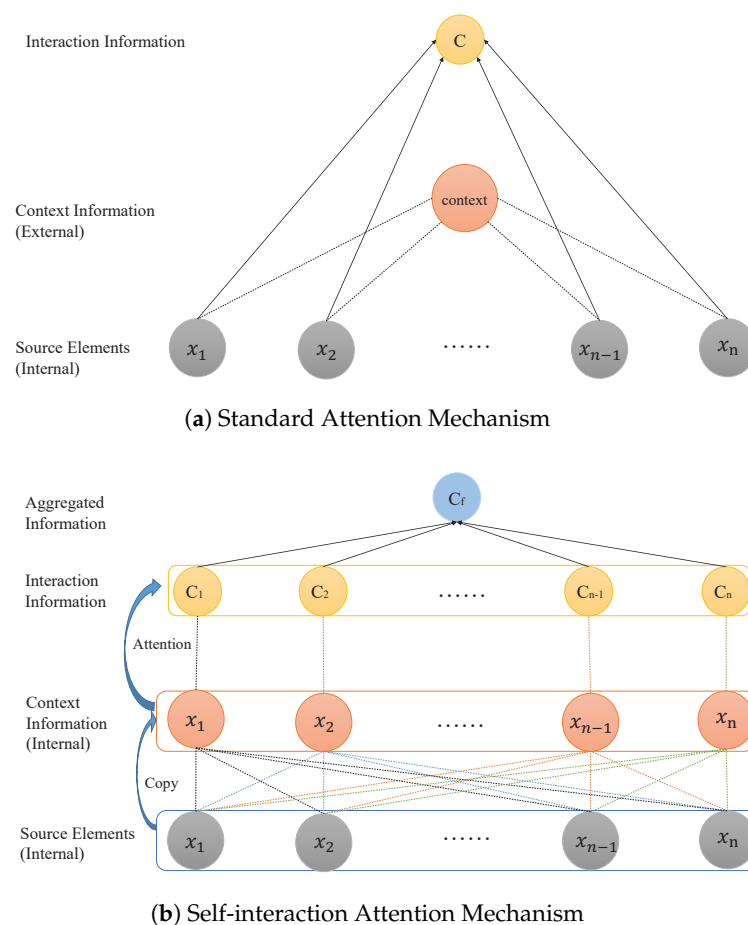 Interaction Information
C
Context Information
(External)
context
Source Elements
(Internal)
x₁ x₂ ...... xₙ₋₁ xₙ
(a) Standard Attention Mechanism
Aggregated
Information
C_f
Interaction
Information
C₁ C₂ ...... Cₙ₋₁ Cₙ
Attention
Context
Information
(Internal)
x₁ x₂ ...... xₙ₋₁ xₙ
Copy
Source Elements
(Internal)
x₁ x₂ ...... xₙ₋₁ xₙ
(b) Self-interaction Attention Mechanism